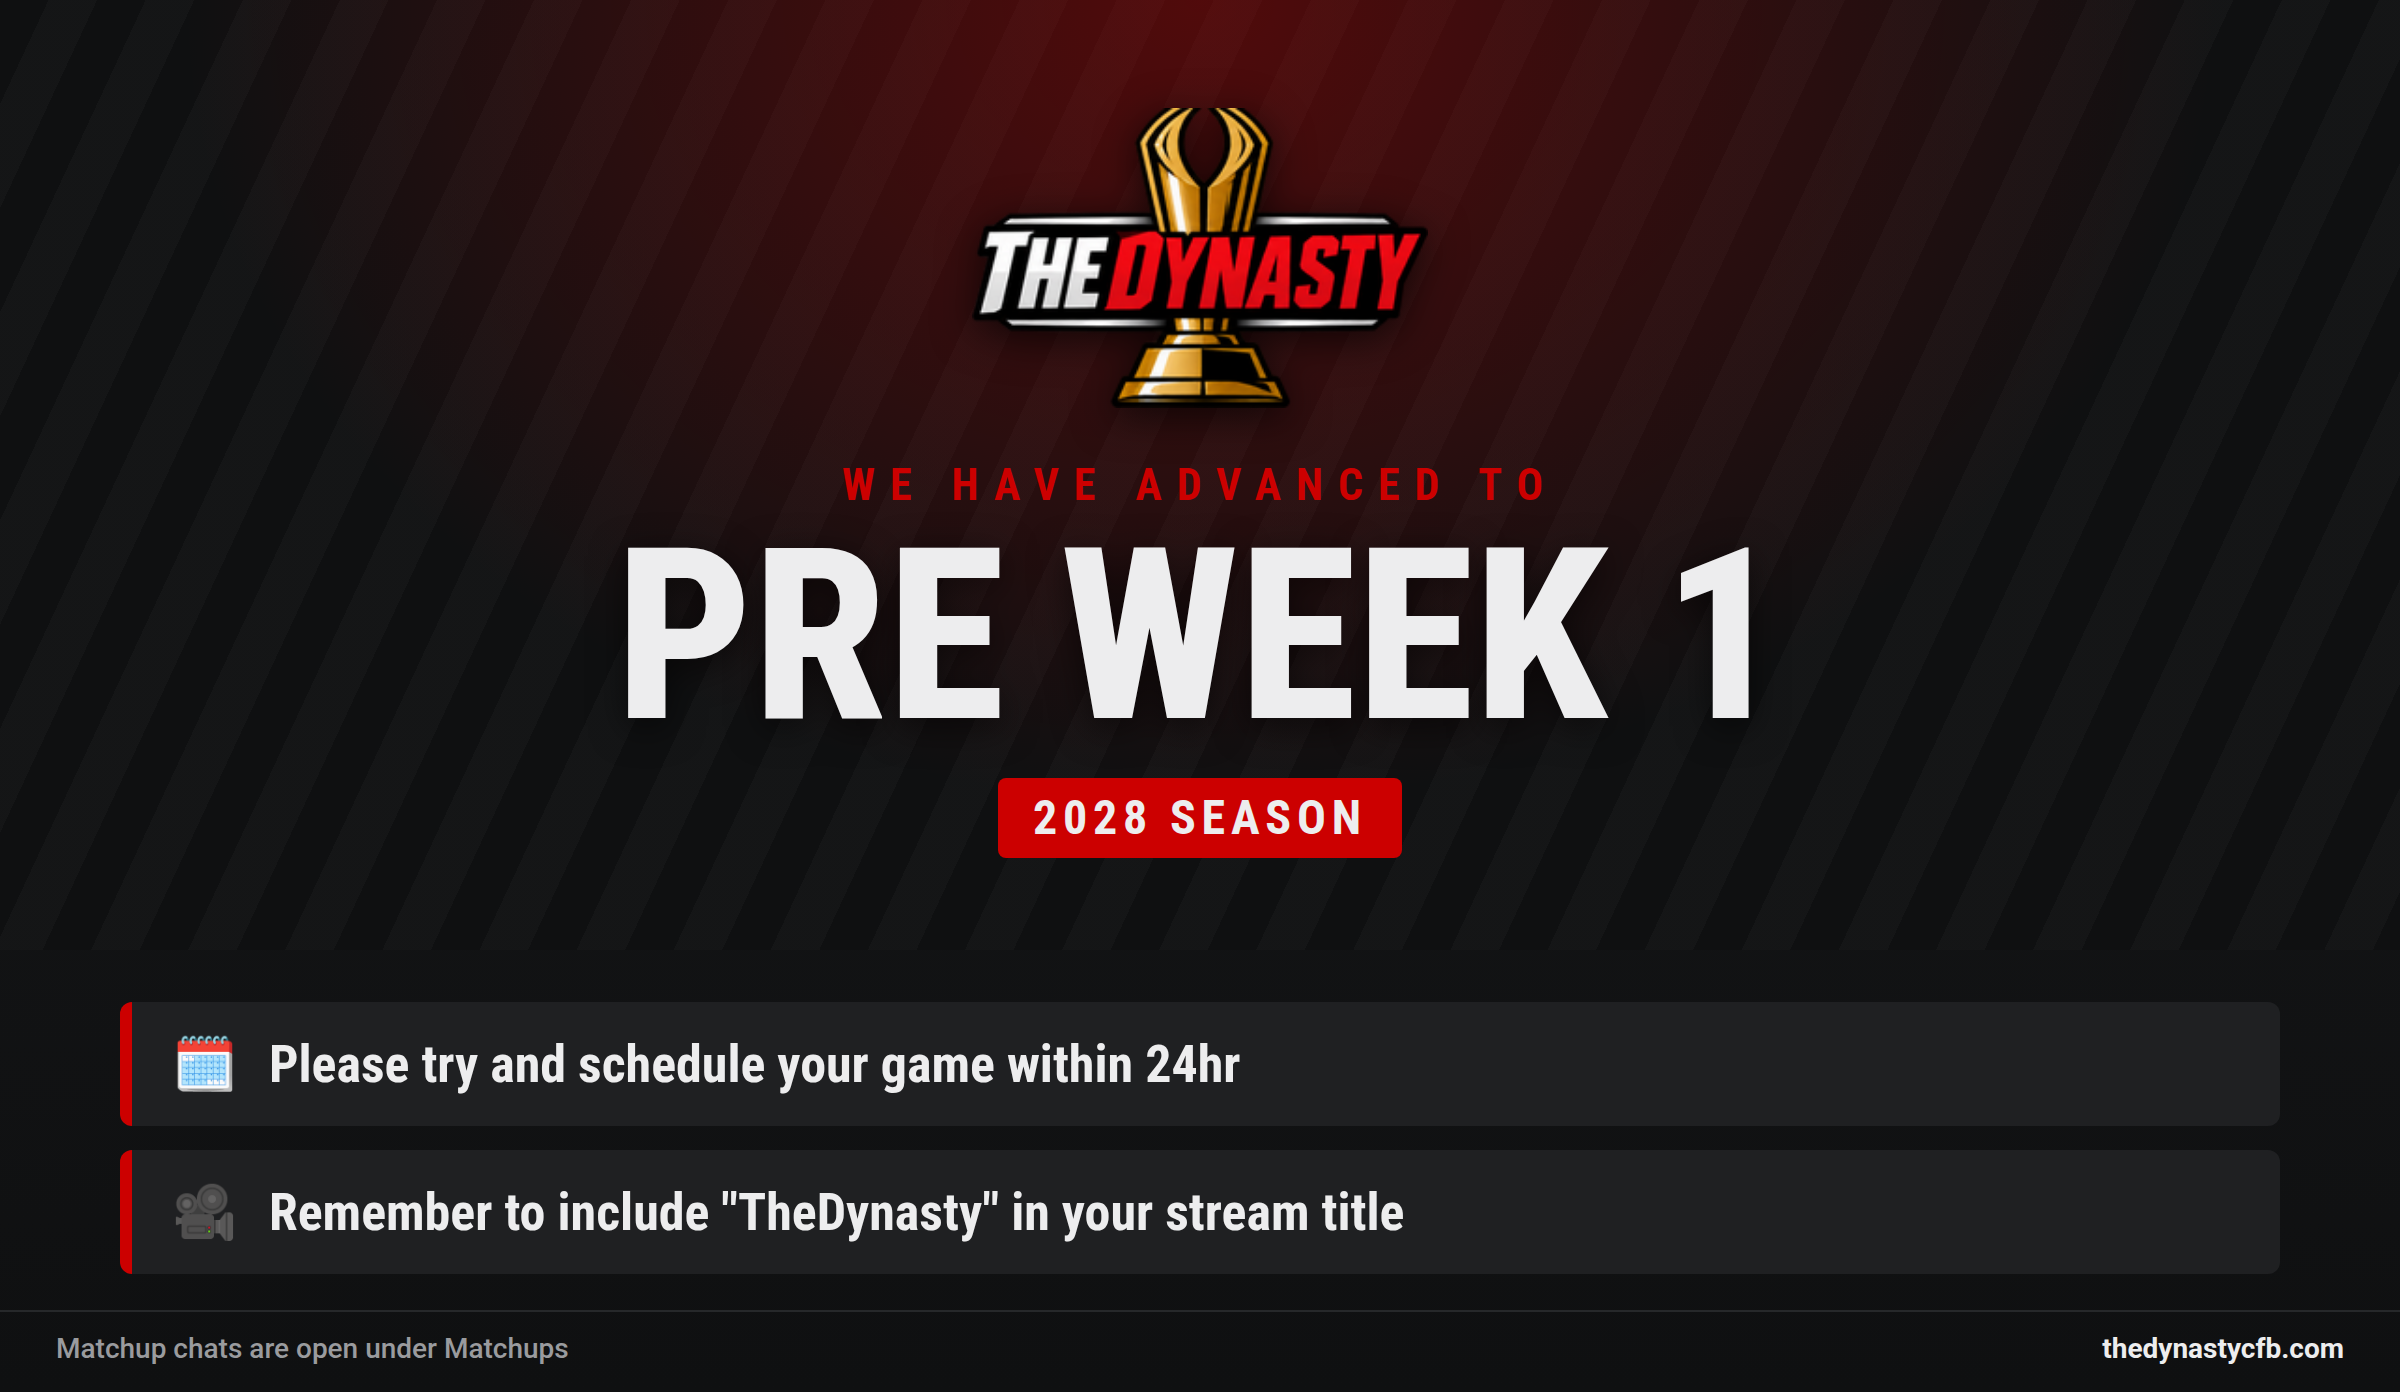 THEDYNASTY
WE HAVE ADVANCED TO
PRE WEEK 1
2028 SEASON
Please try and schedule your game within 24hr
Remember to include "TheDynasty" in your stream title
Matchup chats are open under Matchups
thedynastycfb.com